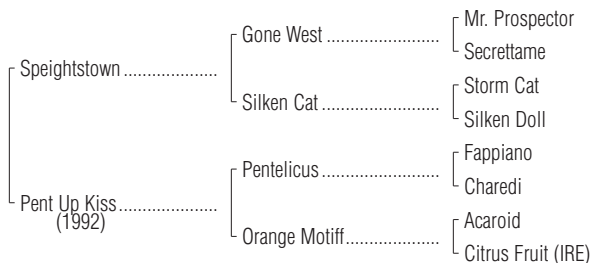 Mr. Prospector
Gone West ........................
Secrettame
Speightstown ....................
Storm Cat
Silken Cat .........................
Silken Doll
Fappiano
Pentelicus .........................
Charedi
Pent Up Kiss .....................
(1992)
Acaroid
Orange Motiff ....................
Citrus Fruit (IRE)